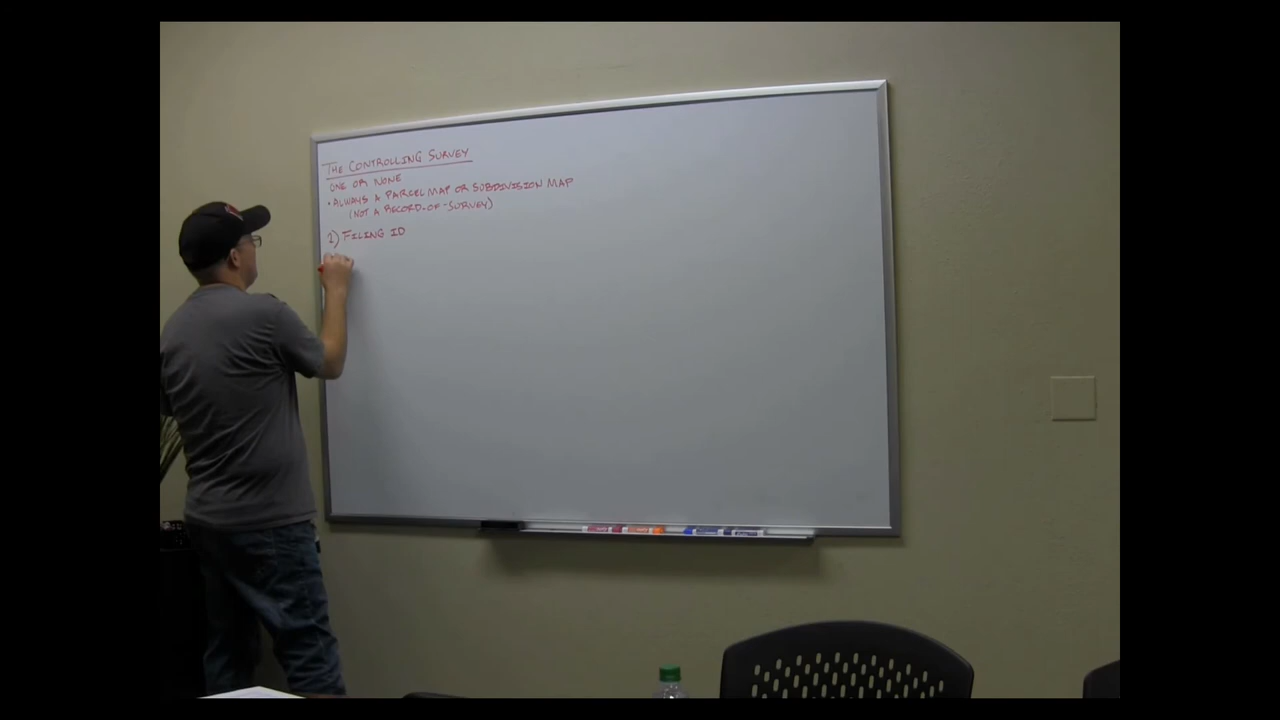 THE CONTROLLING SURVEY
ONE OR NONE
• ALWAYS A PARCEL MAP OR SUBDIVISION MAP
(NOT A RECORD-OF-SURVEY)
1) FILING ID